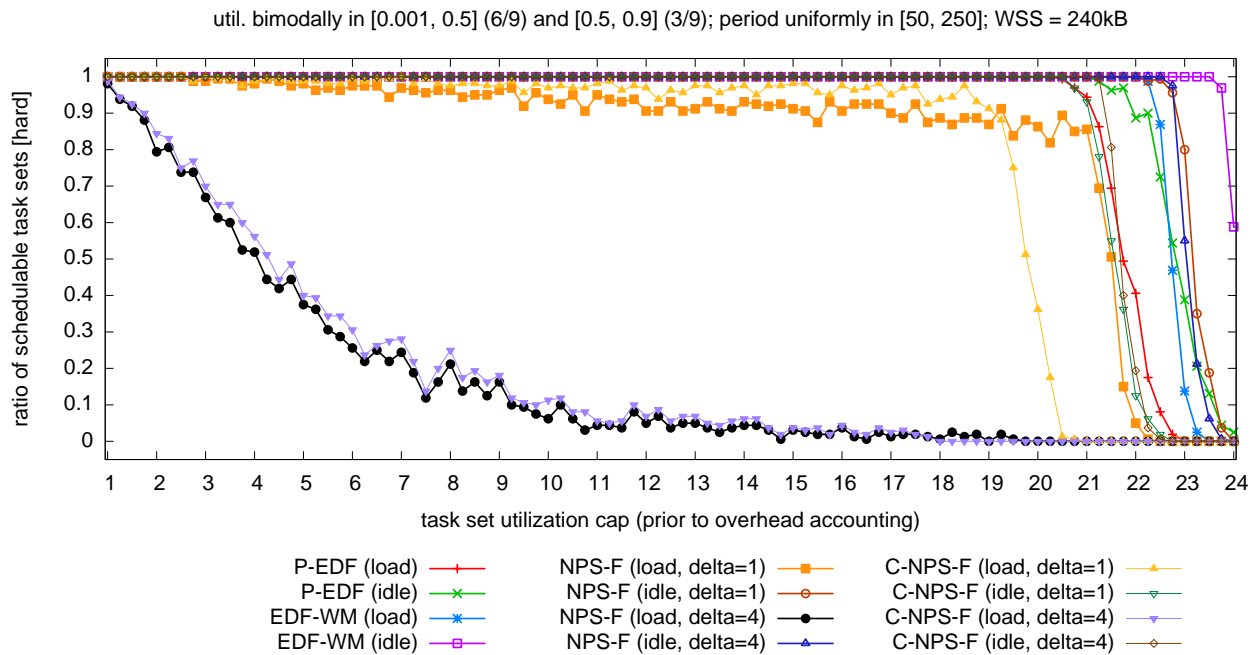 util. bimodally in [0.001, 0.5] (6/9) and [0.5, 0.9] (3/9); period uniformly in [50, 250]; WSS = 240kB
ratio of schedulable task sets [hard]
1
0.9
0.8
0.7
0.6
0.5
0.4
0.3
0.2
0.1
0
1 2 3 4 5 6 7 8 9 10 11 12 13 14 15 16 17 18 19 20 21 22 23 24
task set utilization cap (prior to overhead accounting)
P-EDF (load) NPS-F (load, delta=1) C-NPS-F (load, delta=1)
P-EDF (idle) NPS-F (idle, delta=1) C-NPS-F (idle, delta=1)
EDF-WM (load) NPS-F (load, delta=4) C-NPS-F (load, delta=4)
EDF-WM (idle) NPS-F (idle, delta=4) C-NPS-F (idle, delta=4)